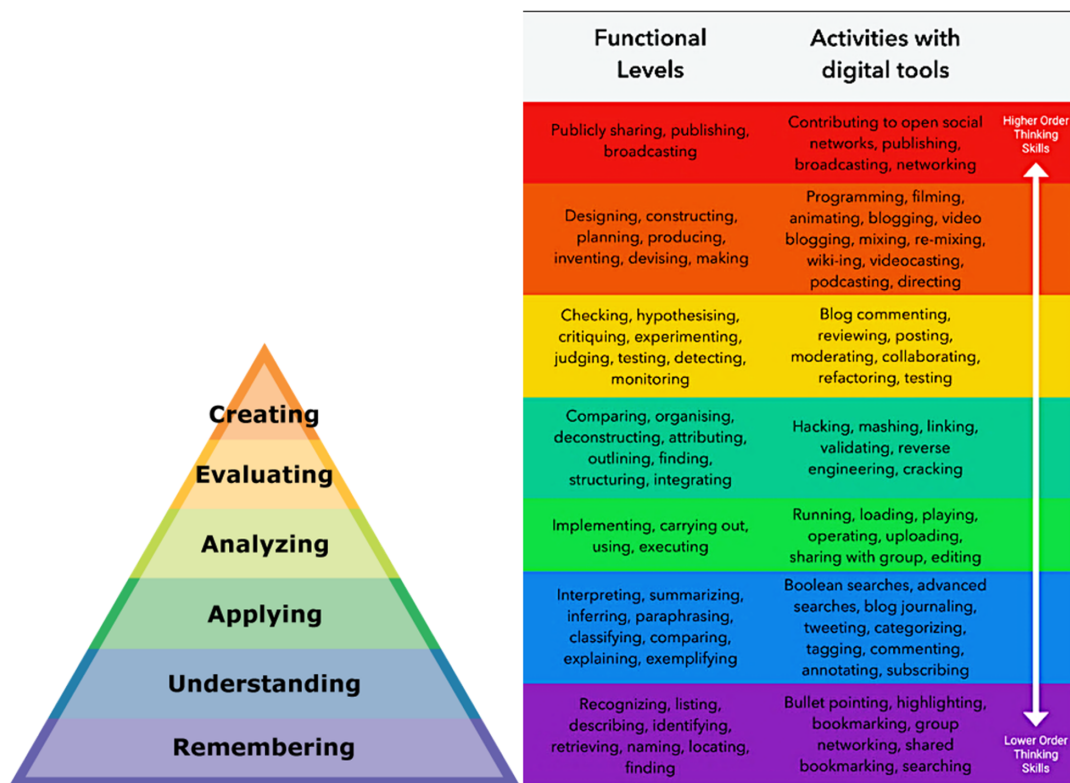 Creating
Evaluating
Analyzing
Applying
Understanding
Remembering
Functional
Levels
Activities with
digital tools
Publicly sharing, publishing,
broadcasting
Contributing to open social
networks, publishing,
broadcasting, networking
Higher Order
Thinking
Skills
Designing, constructing,
planning, producing,
inventing, devising, making
Programming, filming,
animating, blogging, video
blogging, mixing, re-mixing,
wiki-ing, videocasting,
podcasting, directing
Checking, hypothesising,
critiquing, experimenting,
judging, testing, detecting,
monitoring
Blog commenting,
reviewing, posting,
moderating, collaborating,
refactoring, testing
Comparing, organising,
deconstructing, attributing,
outlining, finding,
structuring, integrating
Hacking, mashing, linking,
validating, reverse
engineering, cracking
Implementing, carrying out,
using, executing
Running, loading, playing,
operating, uploading,
sharing with group, editing
Interpreting, summarizing,
inferring, paraphrasing,
classifying, comparing,
explaining, exemplifying
Boolean searches, advanced
searches, blog journaling,
tweeting, categorizing,
tagging, commenting,
annotating, subscribing
Recognizing, listing,
describing, identifying,
retrieving, naming, locating,
finding
Bullet pointing, highlighting,
bookmarking, group
networking, shared
bookmarking, searching
Lower Order
Thinking
Skills